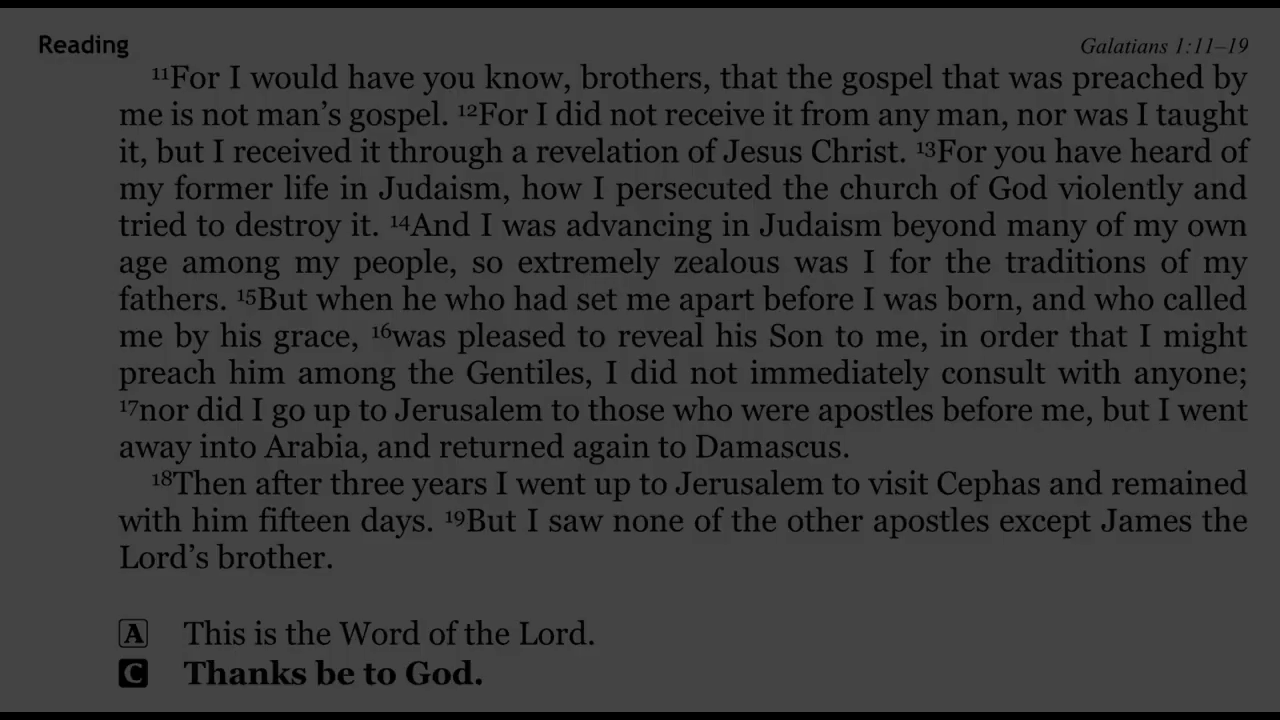 Reading Galatians 1:11–19
¹¹For I would have you know, brothers, that the gospel that was preached by
me is not man’s gospel. ¹²For I did not receive it from any man, nor was I taught
it, but I received it through a revelation of Jesus Christ. ¹³For you have heard of
my former life in Judaism, how I persecuted the church of God violently and
tried to destroy it. ¹⁴And I was advancing in Judaism beyond many of my own
age among my people, so extremely zealous was I for the traditions of my
fathers. ¹⁵But when he who had set me apart before I was born, and who called
me by his grace, ¹⁶was pleased to reveal his Son to me, in order that I might
preach him among the Gentiles, I did not immediately consult with anyone;
¹⁷nor did I go up to Jerusalem to those who were apostles before me, but I went
away into Arabia, and returned again to Damascus.
¹⁸Then after three years I went up to Jerusalem to visit Cephas and remained
with him fifteen days. ¹⁹But I saw none of the other apostles except James the
Lord’s brother.
A This is the Word of the Lord.
C Thanks be to God.